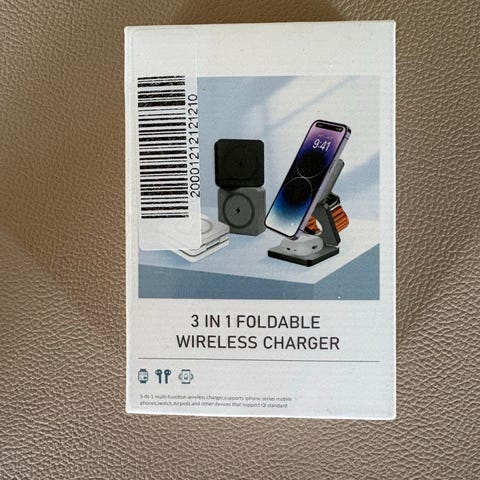 20001212121210
9:41
3 IN 1 FOLDABLE
WIRELESS CHARGER
3-IN-1 multi-function wireless charger,supports iphone series mobile
phones,iwatch,Airpods,and other devices that support QI standard